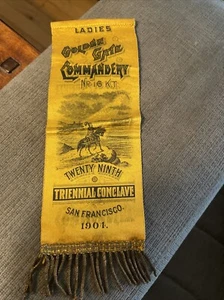 LADIES
GOLDEN GATE
COMMANDERY
No 16 K.T.
TWENTY NINTH
TRIENNIAL CONCLAVE
SAN FRANCISCO.
1904.